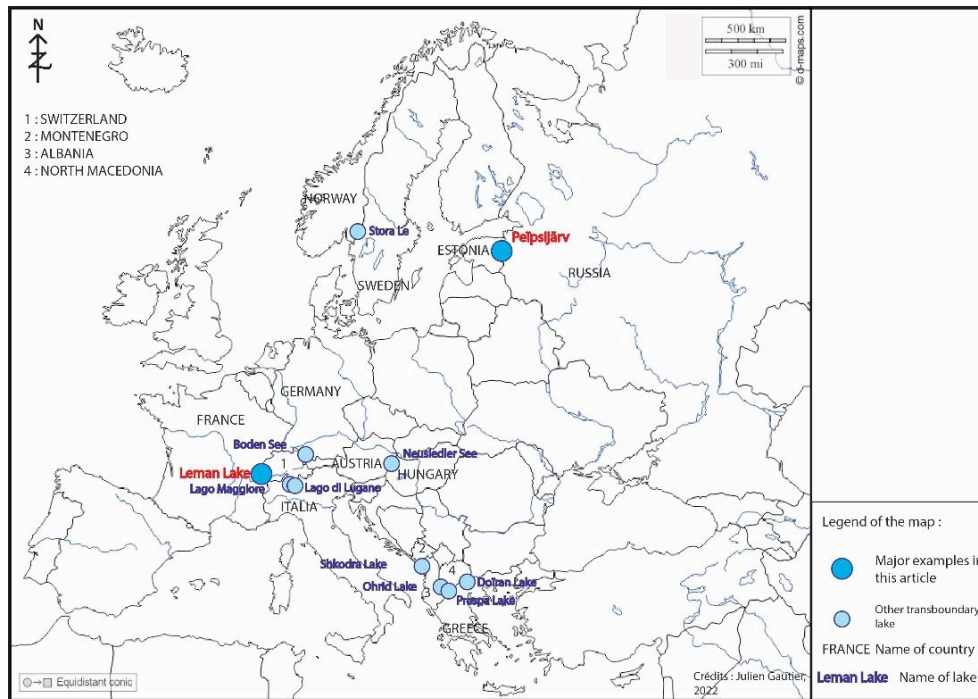 N
500 km
300 mi
© d-maps.com
1 : SWITZERLAND
2 : MONTENEGRO
3 : ALBANIA
4 : NORTH MACEDONIA
NORWAY
Stora Le
Peïpsijärv
ESTONIA
RUSSIA
SWEDEN
GERMANY
FRANCE
Boden See
Neusiedler See
1
AUSTRIA
HUNGARY
Leman Lake
Lago Maggiore
Lago di Lugano
ITALIA
2
Shkodra Lake
4
Doïran Lake
Ohrid Lake
3
Prespa Lake
GREECE
Equidistant conic
Crédits : Julien Gautier,
2022
Legend of the map :
Major examples in
this article
Other transboundary
lake
FRANCE Name of country
Leman Lake Name of lake